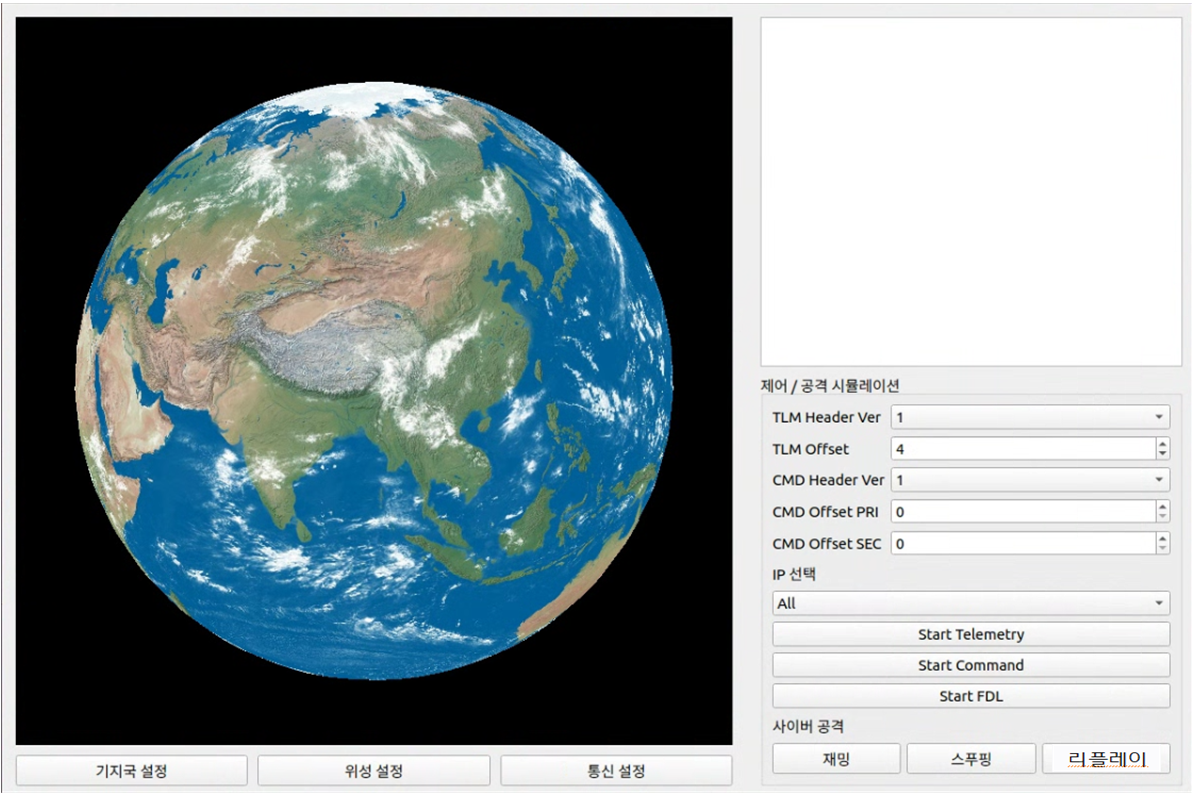 제어 / 공격 시뮬레이션
TLM Header Ver 1
TLM Offset 4
CMD Header Ver 1
CMD Offset PRI 0
CMD Offset SEC 0
IP 선택
All
Start Telemetry
Start Command
Start FDL
사이버 공격
재밍 스푸핑 리플레이
기지국 설정 위성 설정 통신 설정